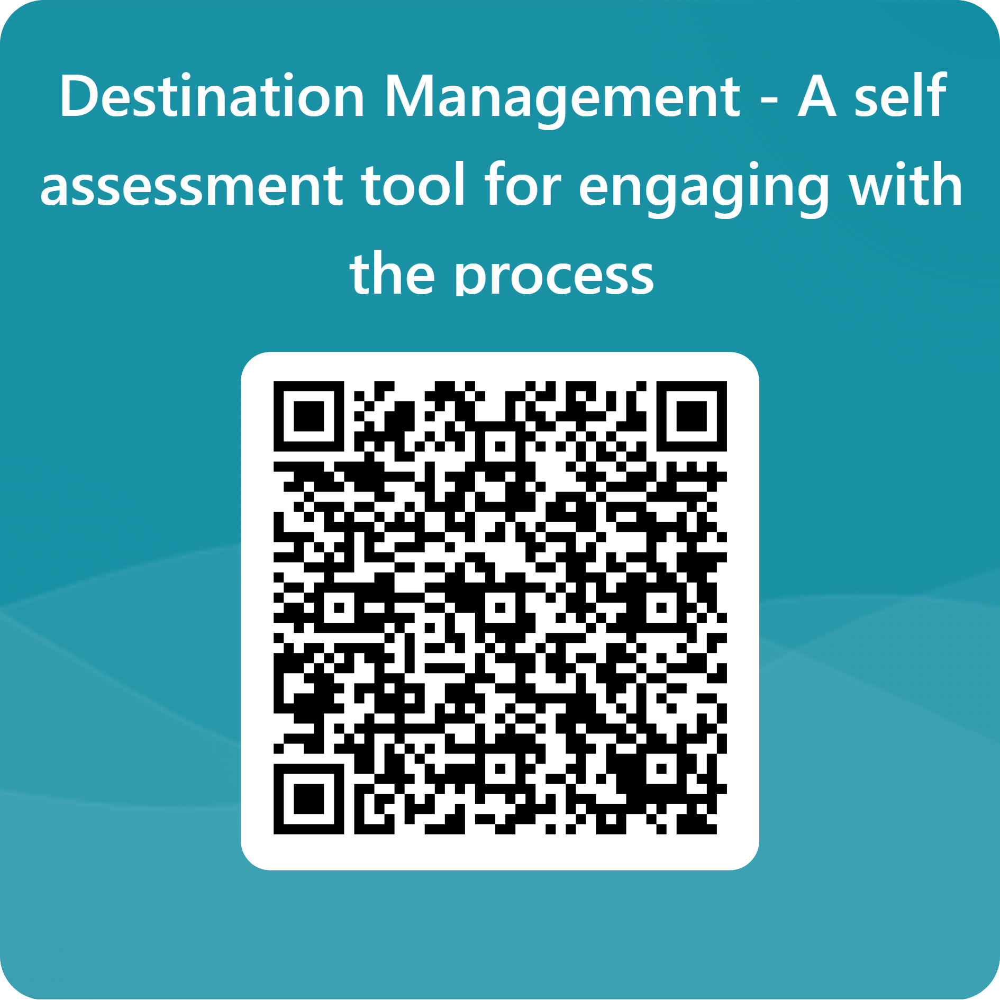 Destination Management - A self
assessment tool for engaging with
the process